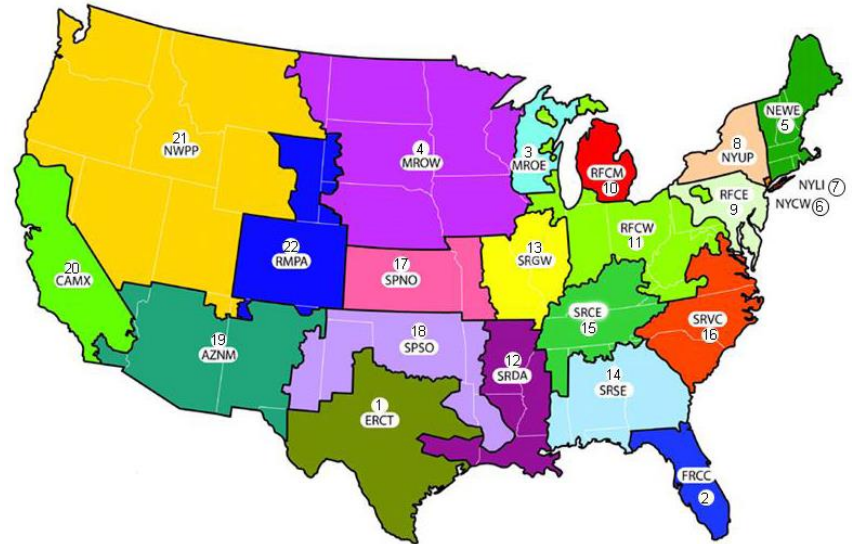 21
NWPP
4
MROW
3
MROE
RFCM
10
8
NYUP
NEWE
5
NYLI 7
NYCW 6
RFCE
9
RFCW
11
20
CAMX
22
RMPA
17
SPNO
13
SRGW
SRCE
15
SRVC
16
19
AZNM
18
SPSO
12
SRDA
14
SRSE
1
ERCT
FRCC
2